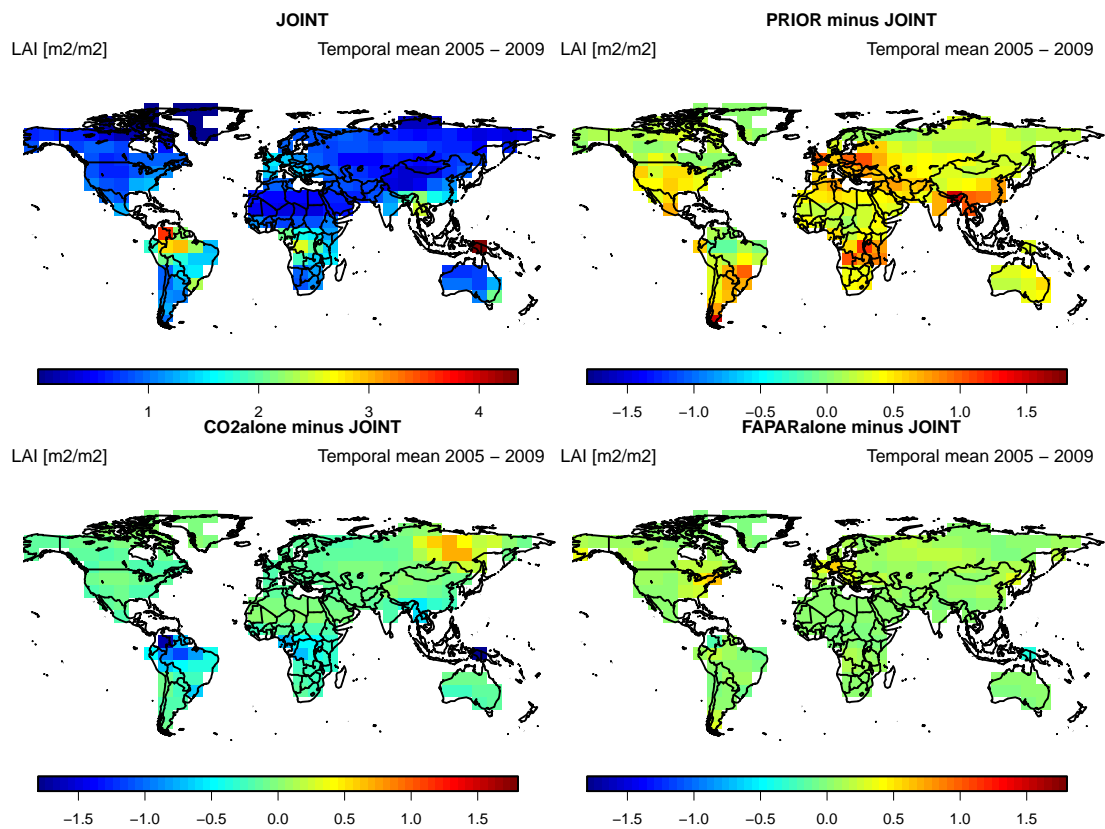 JOINT
LAI [m2/m2] Temporal mean 2005 − 2009
1 2 3 4
PRIOR minus JOINT
LAI [m2/m2] Temporal mean 2005 − 2009
−1.5 −1.0 −0.5 0.0 0.5 1.0 1.5
CO2alone minus JOINT
LAI [m2/m2] Temporal mean 2005 − 2009
−1.5 −1.0 −0.5 0.0 0.5 1.0 1.5
FAPARalone minus JOINT
LAI [m2/m2] Temporal mean 2005 − 2009
−1.5 −1.0 −0.5 0.0 0.5 1.0 1.5